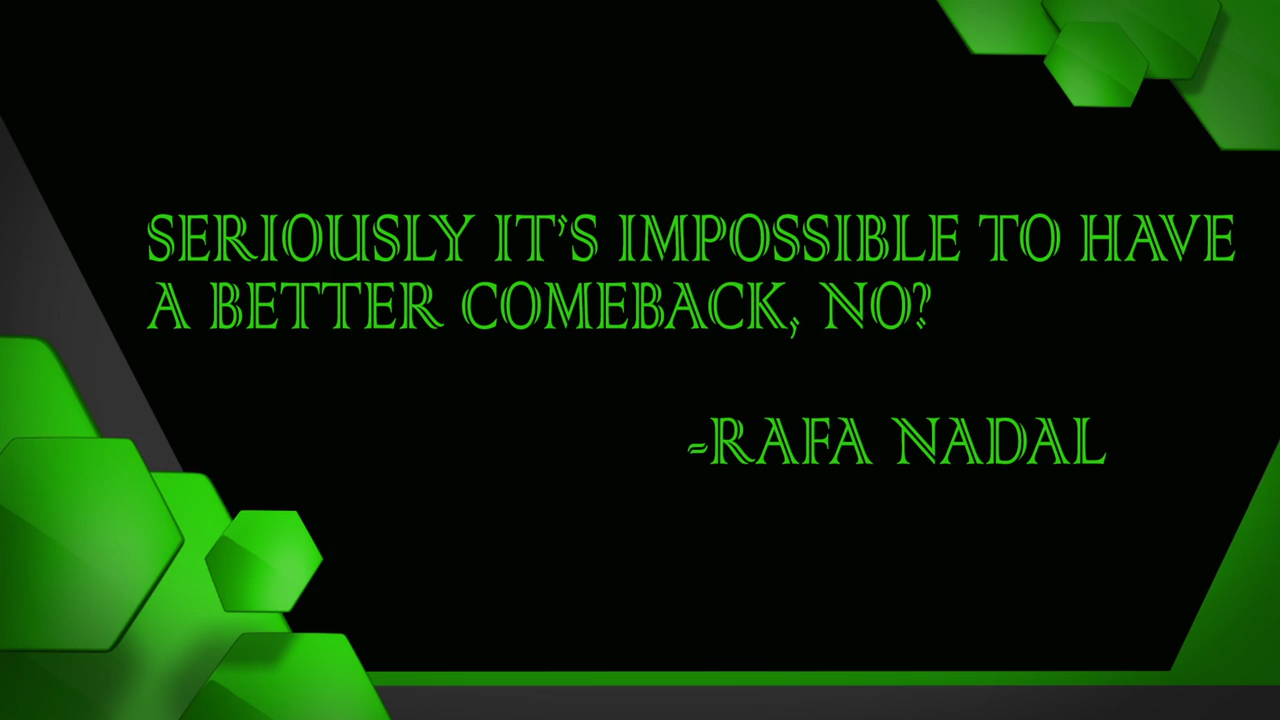 SERIOUSLY IT'S IMPOSSIBLE TO HAVE
A BETTER COMEBACK, NO?
-RAFA NADAL